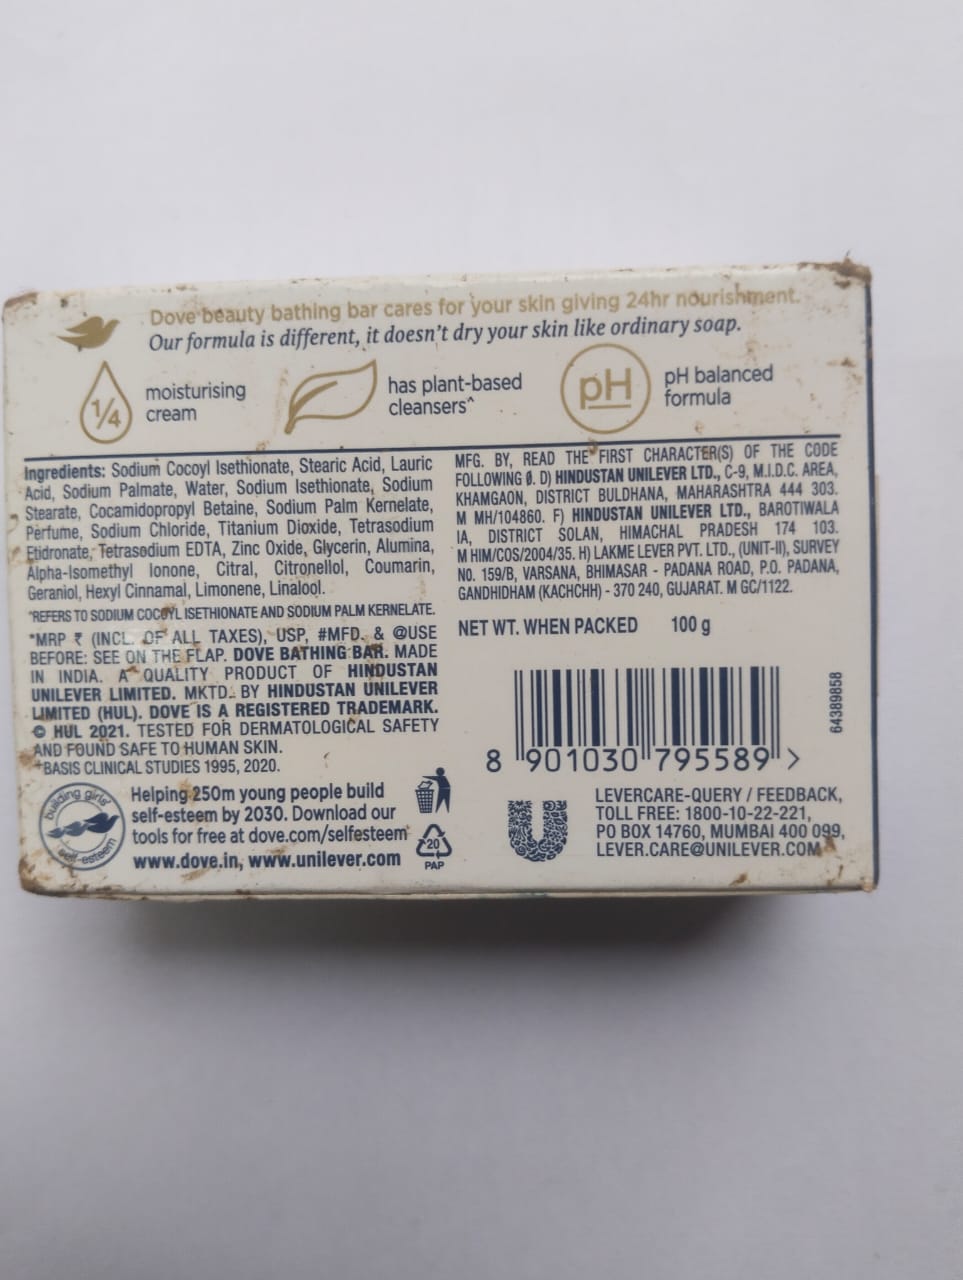 Dove beauty bathing bar cares for your skin giving 24hr nourishment.
Our formula is different, it doesn't dry your skin like ordinary soap.
1/4
moisturising
cream
has plant-based
cleansers^
pH
pH balanced
formula
Ingredients: Sodium Cocoyl Isethionate, Stearic Acid, Lauric
Acid, Sodium Palmate, Water, Sodium Isethionate, Sodium
Stearate, Cocamidopropyl Betaine, Sodium Palm Kernelate,
Perfume, Sodium Chloride, Titanium Dioxide, Tetrasodium
Etidronate, Tetrasodium EDTA, Zinc Oxide, Glycerin, Alumina,
Alpha-Isomethyl Ionone, Citral, Citronellol, Coumarin,
Geraniol, Hexyl Cinnamal, Limonene, Linalool.
^REFERS TO SODIUM COCOYL ISETHIONATE AND SODIUM PALM KERNELATE.
*MRP ₹ (INCL. OF ALL TAXES), USP, #MFD. & @USE
BEFORE: SEE ON THE FLAP. DOVE BATHING BAR. MADE
IN INDIA. A QUALITY PRODUCT OF HINDUSTAN
UNILEVER LIMITED. MKTD. BY HINDUSTAN UNILEVER
LIMITED (HUL). DOVE IS A REGISTERED TRADEMARK.
© HUL 2021. TESTED FOR DERMATOLOGICAL SAFETY
AND FOUND SAFE TO HUMAN SKIN.
*BASIS CLINICAL STUDIES 1995, 2020.
building girls'
self-esteem
Helping 250m young people build
self-esteem by 2030. Download our
tools for free at dove.com/selfesteem
www.dove.in, www.unilever.com
20
PAP
MFG. BY, READ THE FIRST CHARACTER(S) OF THE CODE
FOLLOWING Ø. D) HINDUSTAN UNILEVER LTD., C-9, M.I.D.C. AREA,
KHAMGAON, DISTRICT BULDHANA, MAHARASHTRA 444 303.
M MH/104860. F) HINDUSTAN UNILEVER LTD., BAROTIWALA
IA, DISTRICT SOLAN, HIMACHAL PRADESH 174 103.
M HIM/COS/2004/35. H) LAKME LEVER PVT. LTD., (UNIT-II), SURVEY
NO. 159/B, VARSANA, BHIMASAR - PADANA ROAD, P.O. PADANA,
GANDHIDHAM (KACHCHH) - 370 240, GUJARAT. M GC/1122.
NET WT. WHEN PACKED 100 g
64389858
8 901030 795589 >
LEVERCARE-QUERY / FEEDBACK,
TOLL FREE: 1800-10-22-221,
PO BOX 14760, MUMBAI 400 099,
LEVER.CARE@UNILEVER.COM